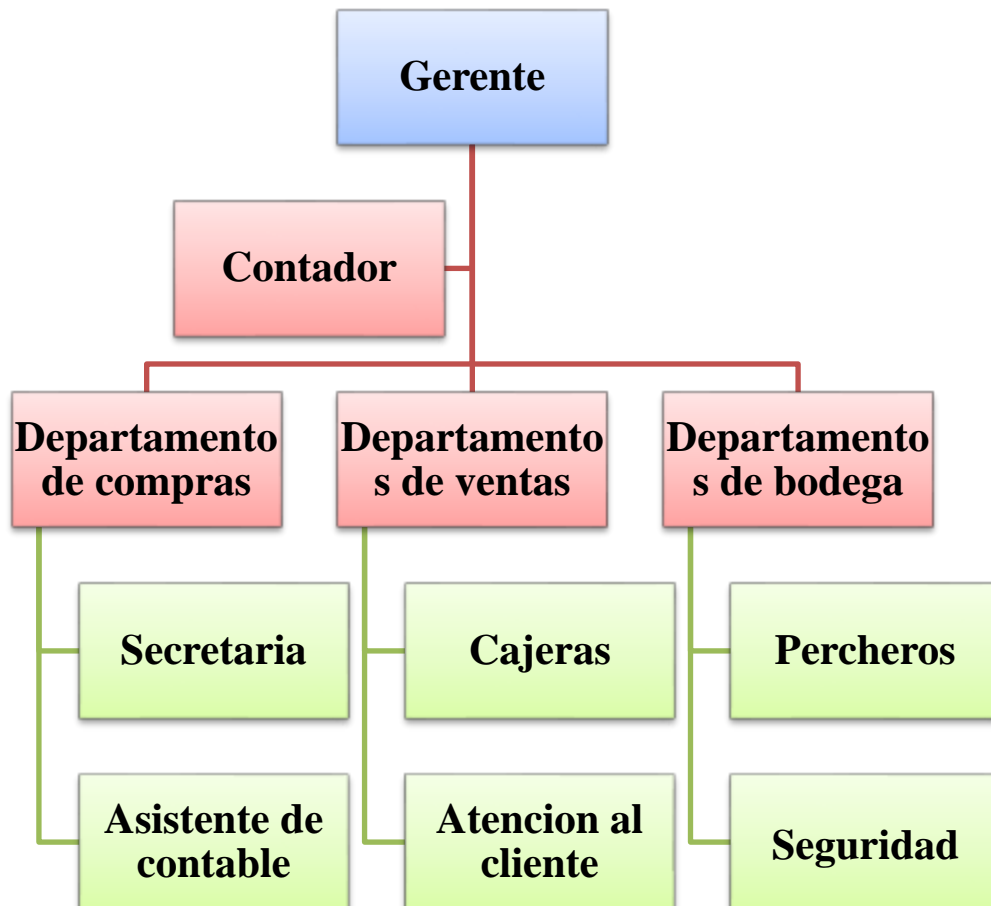 Gerente
Contador
Departamento
de compras
Departamento
s de ventas
Departamento
s de bodega
Secretaria
Cajeras
Percheros
Asistente de
contable
Atencion al
cliente
Seguridad